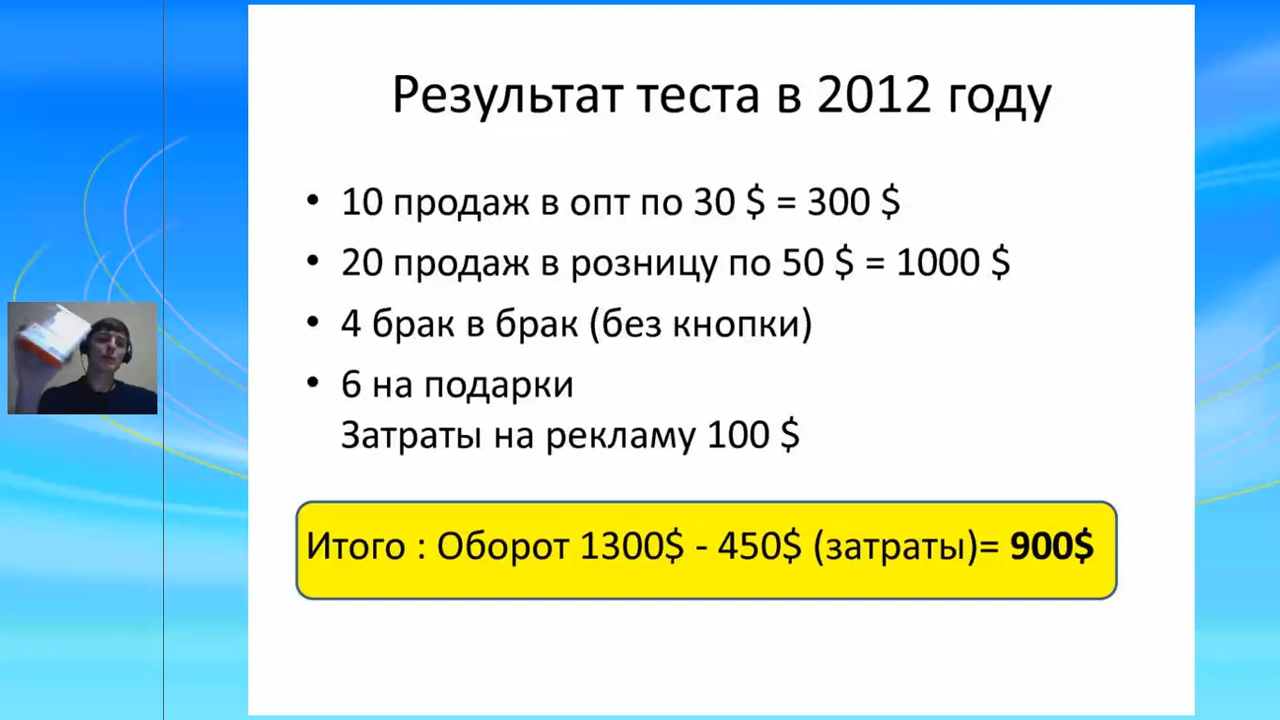 Результат теста в 2012 году
• 10 продаж в опт по 30 $ = 300 $
• 20 продаж в розницу по 50 $ = 1000 $
• 4 брак в брак (без кнопки)
• 6 на подарки
Затраты на рекламу 100 $
Итого : Оборот 1300$ - 450$ (затраты)= 900$